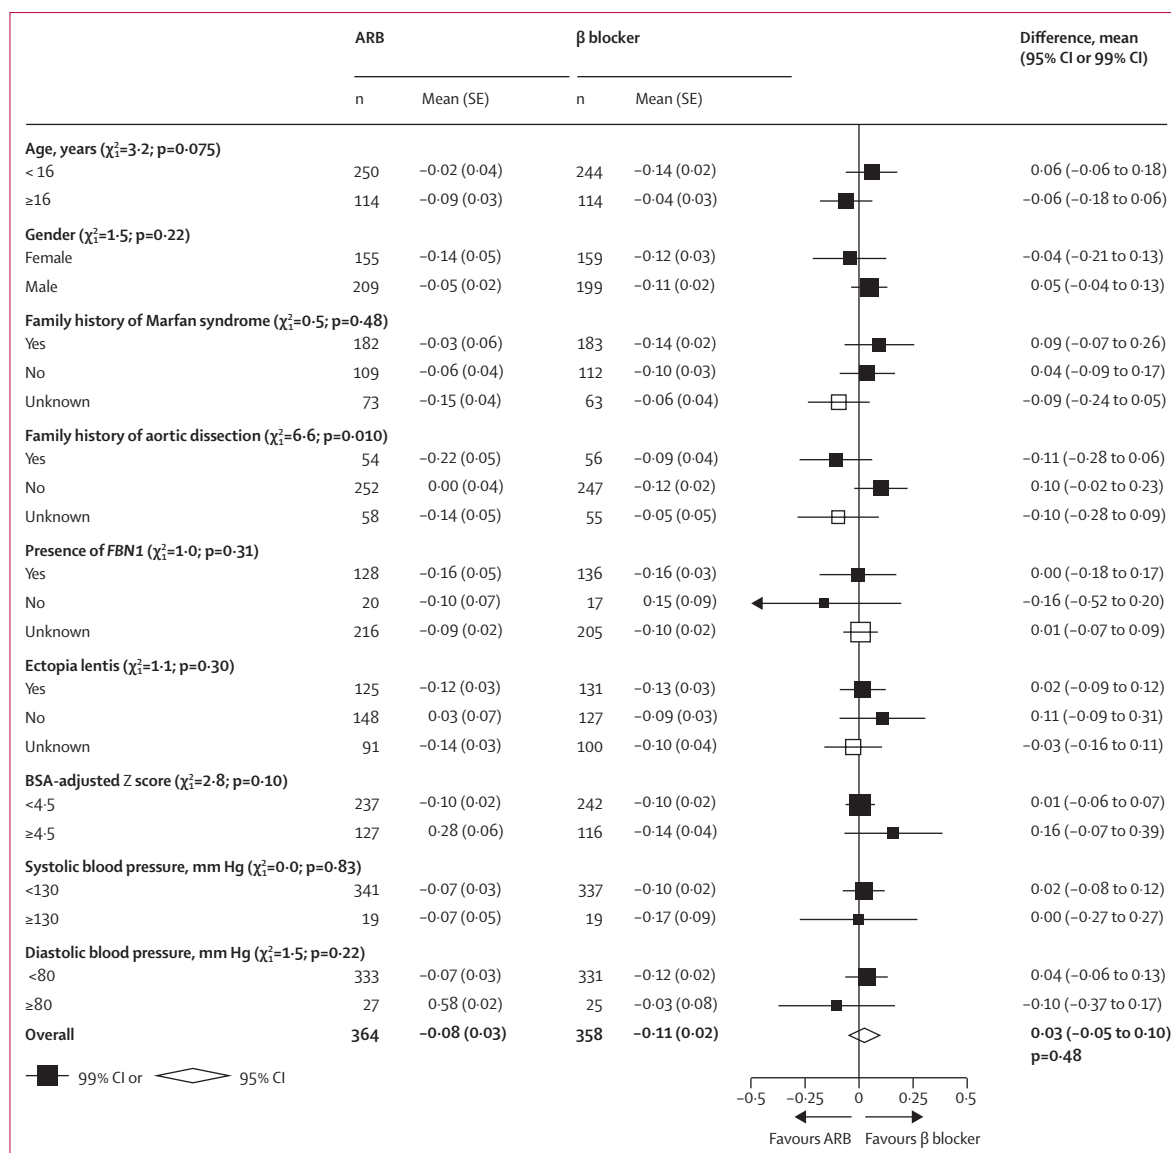 ARB β blocker Difference, mean
(95% CI or 99% CI)
n Mean (SE) n Mean (SE)
Age, years (χ²₁=3·2; p=0·075)
< 16 250 –0·02 (0·04) 244 –0·14 (0·02) 0·06 (–0·06 to 0·18)
≥16 114 –0·09 (0·03) 114 –0·04 (0·03) –0·06 (–0·18 to 0·06)
Gender (χ²₁=1·5; p=0·22)
Female 155 –0·14 (0·05) 159 –0·12 (0·03) –0·04 (–0·21 to 0·13)
Male 209 –0·05 (0·02) 199 –0·11 (0·02) 0·05 (–0·04 to 0·13)
Family history of Marfan syndrome (χ²₁=0·5; p=0·48)
Yes 182 –0·03 (0·06) 183 –0·14 (0·02) 0·09 (–0·07 to 0·26)
No 109 –0·06 (0·04) 112 –0·10 (0·03) 0·04 (–0·09 to 0·17)
Unknown 73 –0·15 (0·04) 63 –0·06 (0·04) –0·09 (–0·24 to 0·05)
Family history of aortic dissection (χ²₁=6·6; p=0·010)
Yes 54 –0·22 (0·05) 56 –0·09 (0·04) –0·11 (–0·28 to 0·06)
No 252 0·00 (0·04) 247 –0·12 (0·02) 0·10 (–0·02 to 0·23)
Unknown 58 –0·14 (0·05) 55 –0·05 (0·05) –0·10 (–0·28 to 0·09)
Presence of FBN1 (χ²₁=1·0; p=0·31)
Yes 128 –0·16 (0·05) 136 –0·16 (0·03) 0·00 (–0·18 to 0·17)
No 20 –0·10 (0·07) 17 0·15 (0·09) –0·16 (–0·52 to 0·20)
Unknown 216 –0·09 (0·02) 205 –0·10 (0·02) 0·01 (–0·07 to 0·09)
Ectopia lentis (χ²₁=1·1; p=0·30)
Yes 125 –0·12 (0·03) 131 –0·13 (0·03) 0·02 (–0·09 to 0·12)
No 148 0·03 (0·07) 127 –0·09 (0·03) 0·11 (–0·09 to 0·31)
Unknown 91 –0·14 (0·03) 100 –0·10 (0·04) –0·03 (–0·16 to 0·11)
BSA-adjusted Z score (χ²₁=2·8; p=0·10)
<4·5 237 –0·10 (0·02) 242 –0·10 (0·02) 0·01 (–0·06 to 0·07)
≥4·5 127 0·28 (0·06) 116 –0·14 (0·04) 0·16 (–0·07 to 0·39)
Systolic blood pressure, mm Hg (χ²₁=0·0; p=0·83)
<130 341 –0·07 (0·03) 337 –0·10 (0·02) 0·02 (–0·08 to 0·12)
≥130 19 –0·07 (0·05) 19 –0·17 (0·09) 0·00 (–0·27 to 0·27)
Diastolic blood pressure, mm Hg (χ²₁=1·5; p=0·22)
<80 333 –0·07 (0·03) 331 –0·12 (0·02) 0·04 (–0·06 to 0·13)
≥80 27 0·58 (0·02) 25 –0·03 (0·08) –0·10 (–0·37 to 0·17)
Overall 364 –0·08 (0·03) 358 –0·11 (0·02) 0·03 (–0·05 to 0·10)
p=0·48
99% CI or 95% CI
–0·5 –0·25 0 0·25 0·5
Favours ARB Favours β blocker